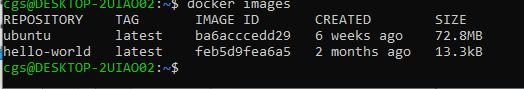 cgs@DESKTOP-2UIAO02:~$ docker images
REPOSITORY TAG IMAGE ID CREATED SIZE
ubuntu latest ba6acccedd29 6 weeks ago 72.8MB
hello-world latest feb5d9fea6a5 2 months ago 13.3kB
cgs@DESKTOP-2UIAO02:~$